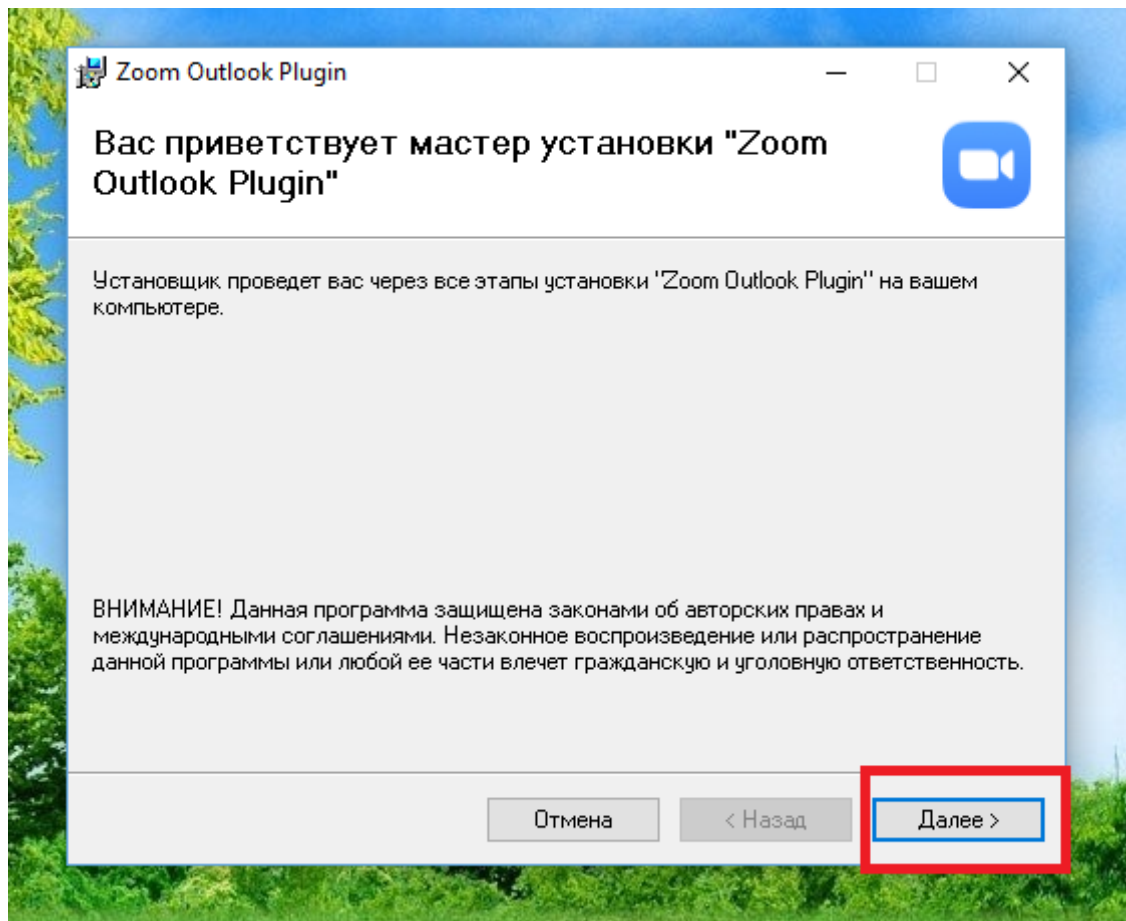 Zoom Outlook Plugin
Вас приветствует мастер установки "Zoom
Outlook Plugin"
Установщик проведет вас через все этапы установки "Zoom Outlook Plugin" на вашем
компьютере.
ВНИМАНИЕ! Данная программа защищена законами об авторских правах и
международными соглашениями. Незаконное воспроизведение или распространение
данной программы или любой ее части влечет гражданскую и уголовную ответственность.
Отмена < Назад Далее >